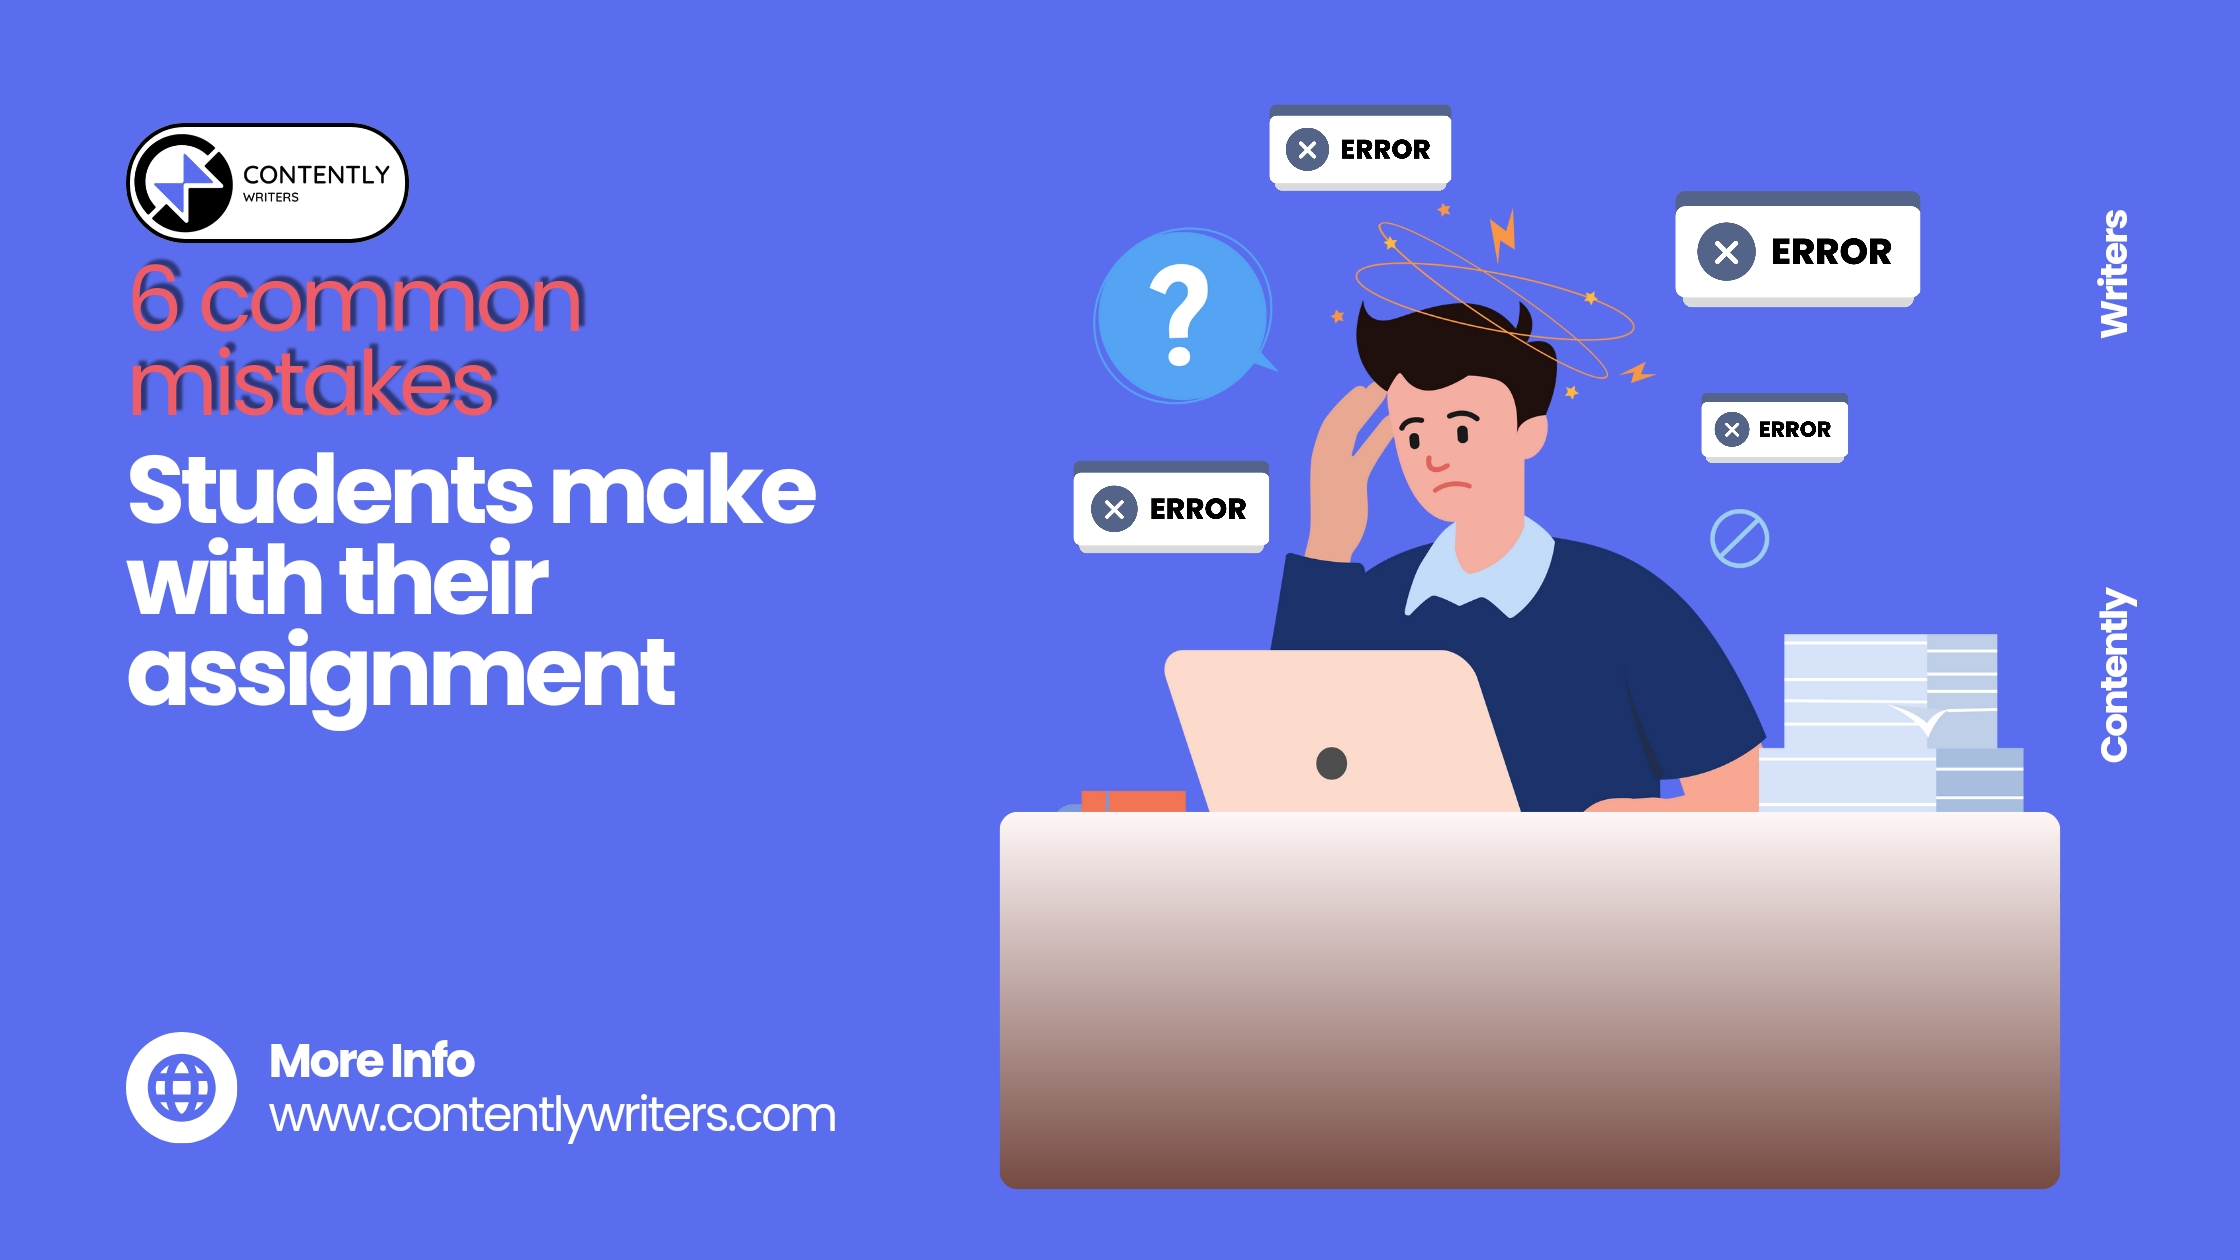 CONTENTLY
WRITERS
6 common
mistakes
Students make
with their
assignment
More Info
www.contentlywriters.com
ERROR
ERROR
?
ERROR
ERROR
Writers
Contently